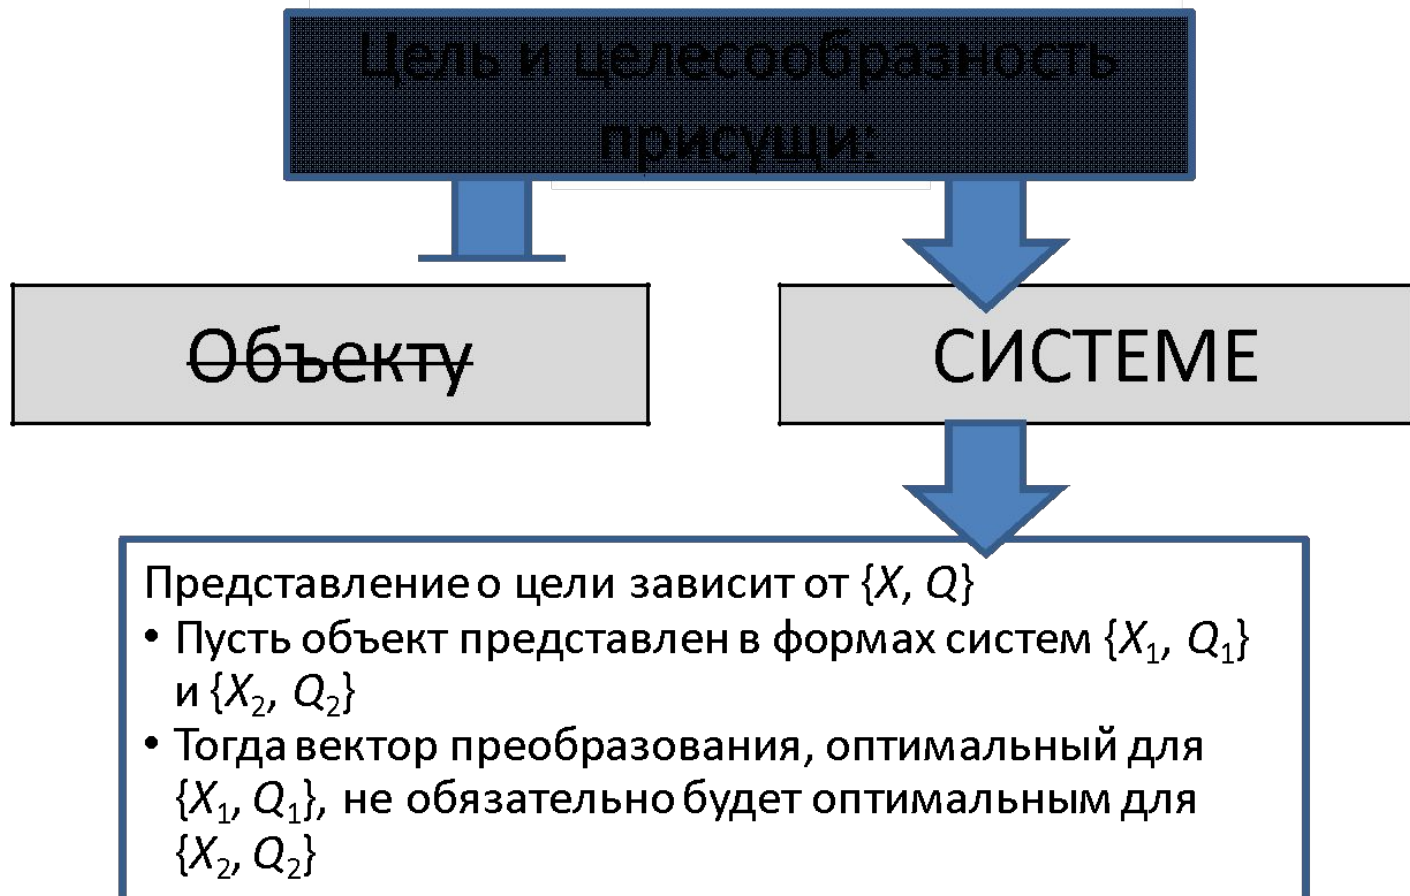 Цель и целесообразность
присущи:
Объекту
СИСТЕМЕ
Представление о цели зависит от {X, Q}
• Пусть объект представлен в формах систем {X₁, Q₁}
и {X₂, Q₂}
• Тогда вектор преобразования, оптимальный для
{X₁, Q₁}, не обязательно будет оптимальным для
{X₂, Q₂}